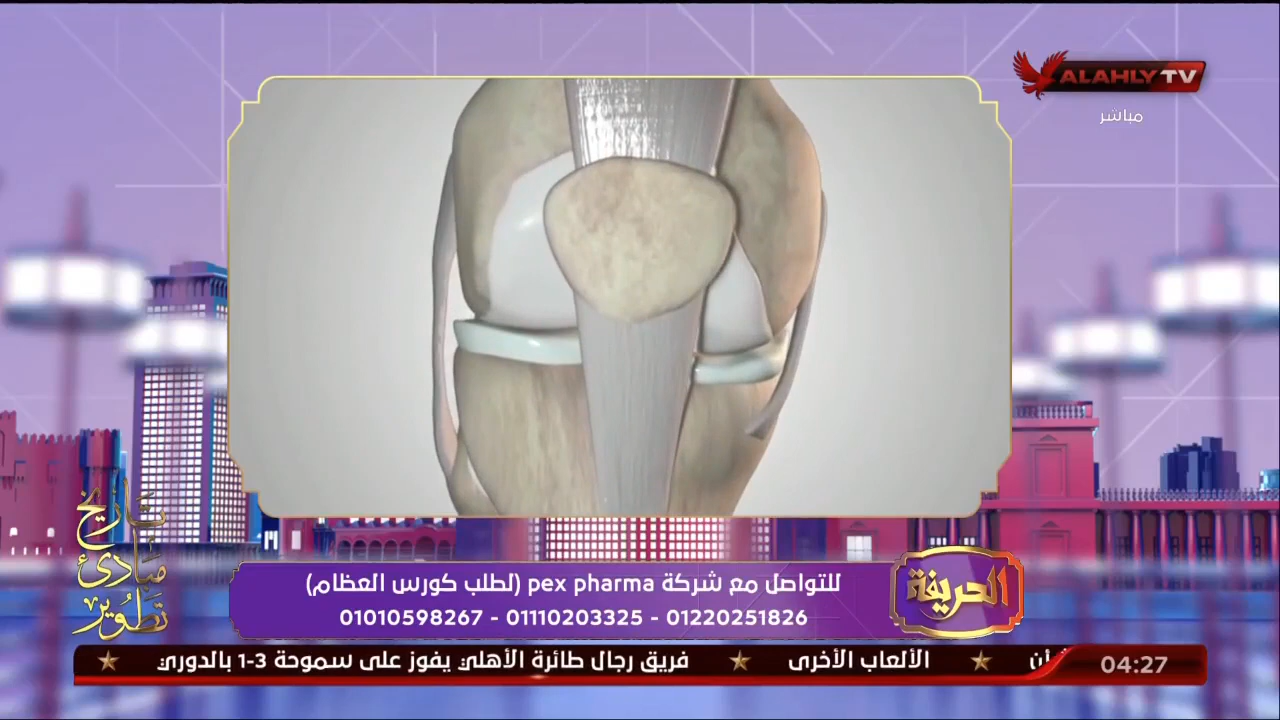 ALAHLY TV
مباشر
تاريخ
مبادئ
تطوير
للتواصل مع شركة pex pharma (لطلب كورس العظام)
01010598267 - 01110203325 - 01220251826
الحريفة
الألعاب الأخرى ★ فريق رجال طائرة الأهلي يفوز على سموحة 3-1 بالدوري ★
04:27